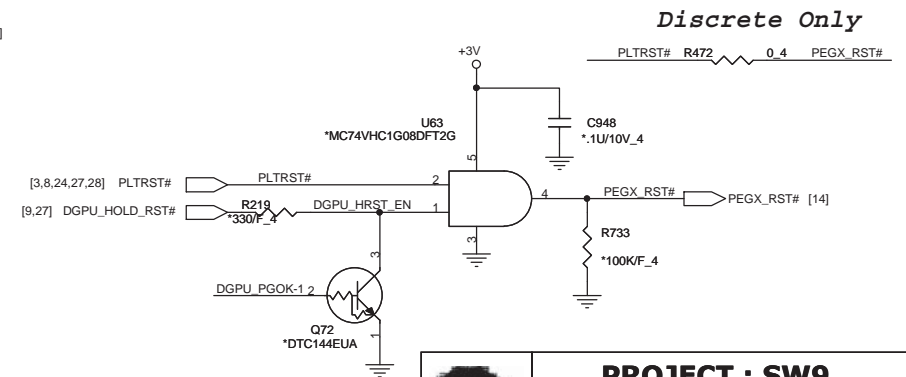 ]
Discrete Only
PLTRST# R472 0_4 PEGX_RST#
+3V
U63
*MC74VHC1G08DFT2G
C948
*.1U/10V_4
5
[3,8,24,27,28] PLTRST# PLTRST# 2
4 PEGX_RST# PEGX_RST# [14]
[9,27] DGPU_HOLD_RST# R219 DGPU_HRST_EN 1
*330/F_4
3
R733
*100K/F_4
3
DGPU_PGOK-1 2
Q72
*DTC144EUA
1
PROJECT : SW9